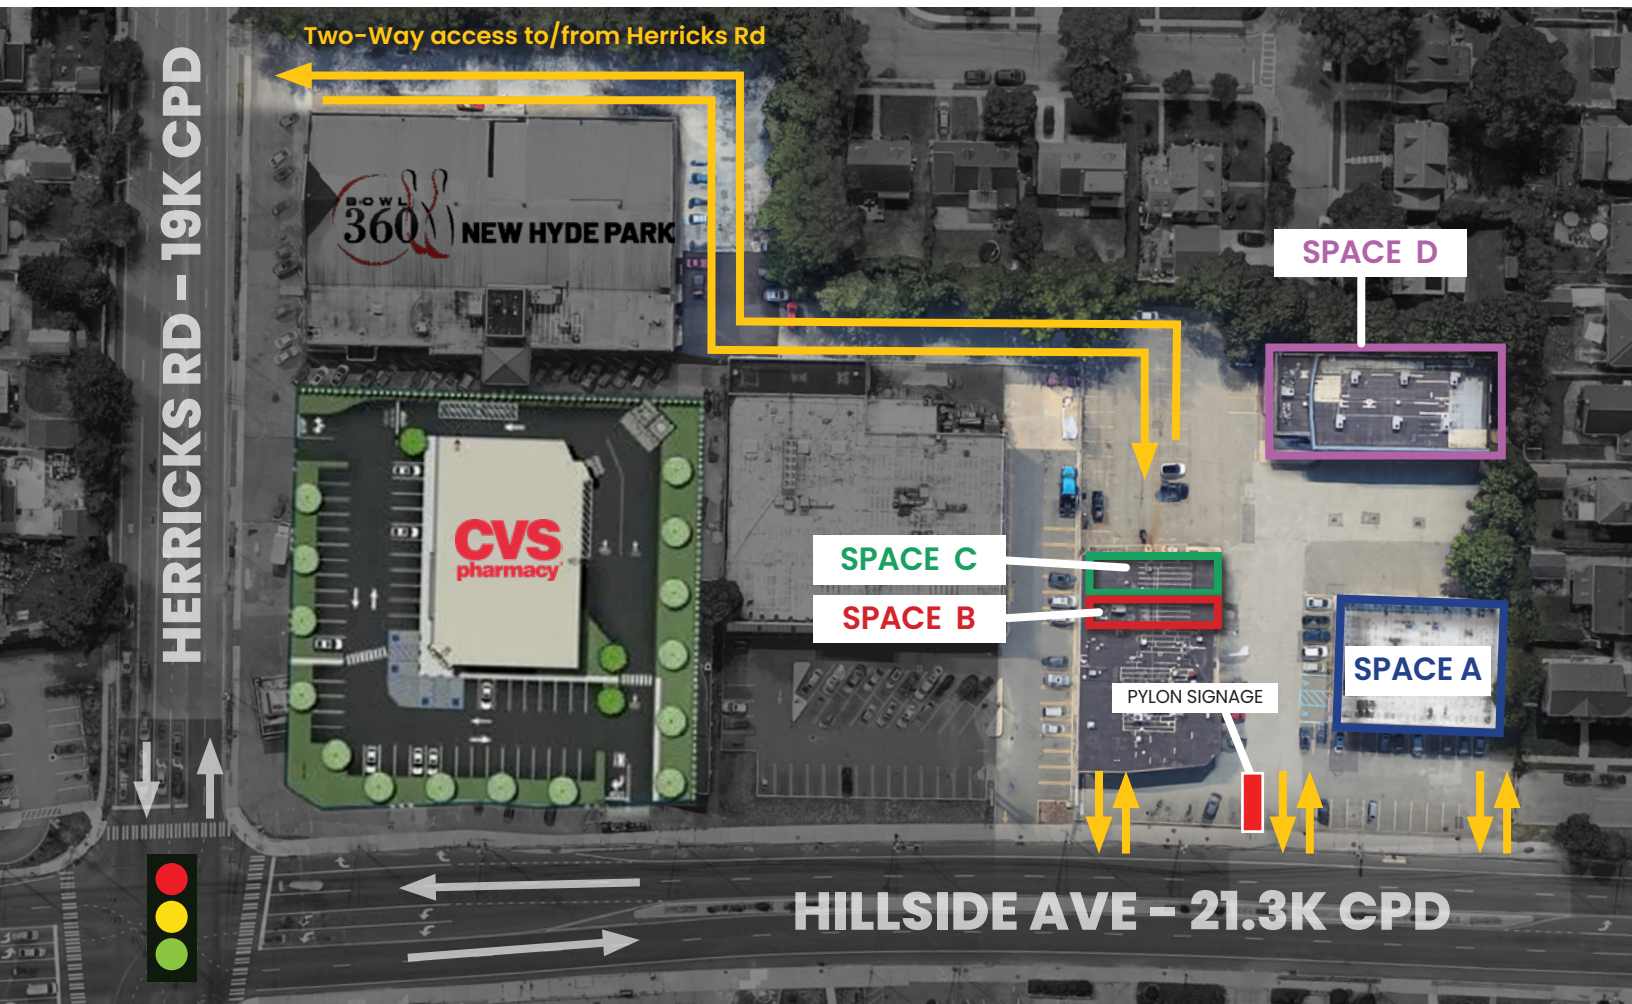 Two-Way access to/from Herricks Rd
HERRICKS RD – 19K CPD
BOWL
360
NEW HYDE PARK
SPACE D
CVS
pharmacy
SPACE C
SPACE B
SPACE A
PYLON SIGNAGE
HILLSIDE AVE – 21.3K CPD